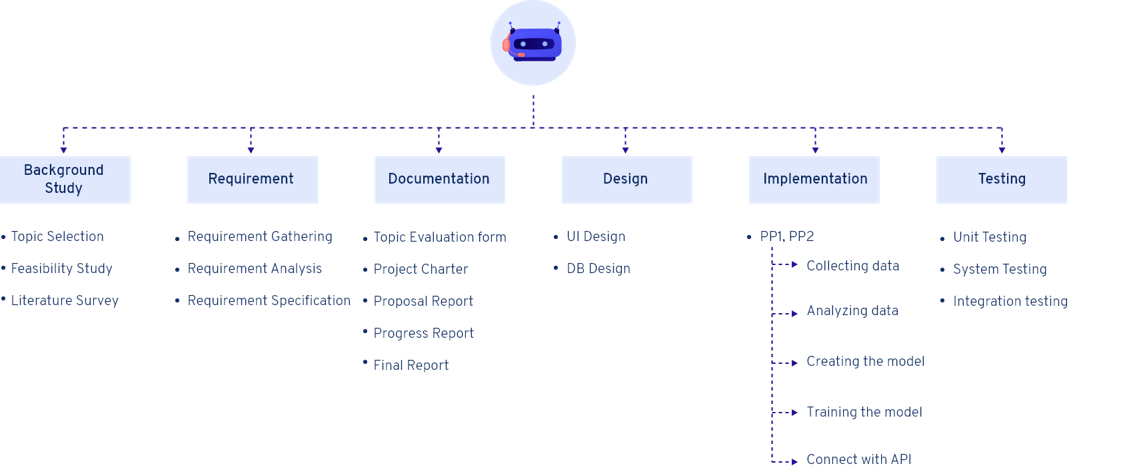 Background
Study
Requirement
Documentation
Design
Implementation
Testing
Topic Selection
Feasibility Study
Literature Survey
Requirement Gathering
Requirement Analysis
Requirement Specification
Topic Evaluation form
Project Charter
Proposal Report
Progress Report
Final Report
UI Design
DB Design
PP1, PP2
Collecting data
Analyzing data
Creating the model
Training the model
Connect with API
Unit Testing
System Testing
Integration testing